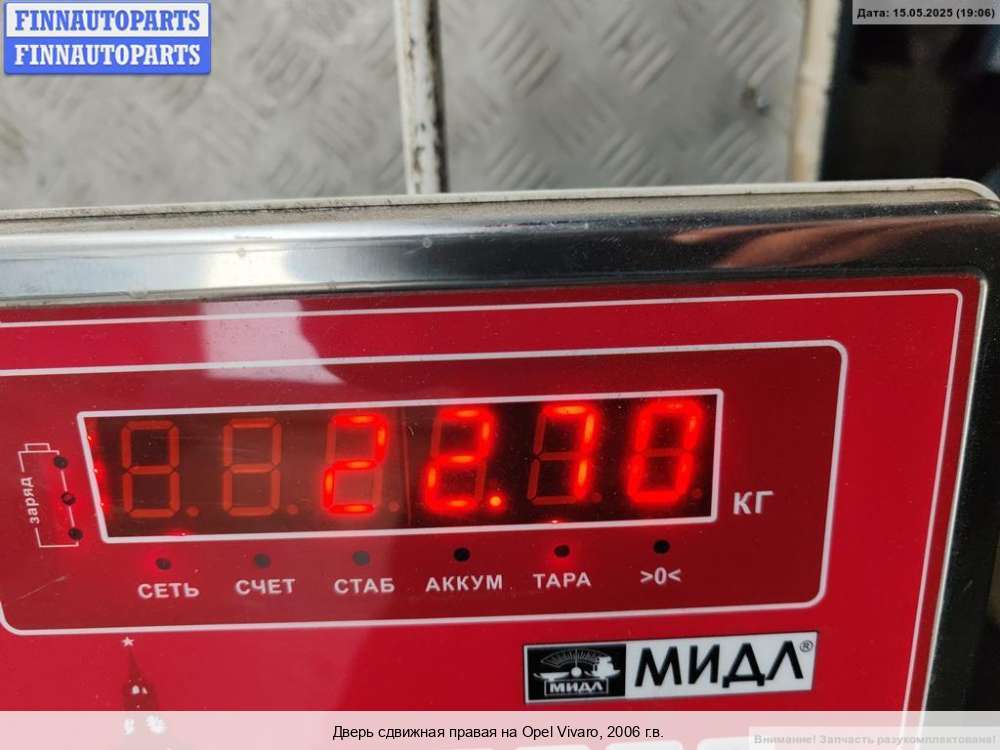 FINNAUTOPARTS
FINNAUTOPARTS
Дата: 15.05.2025 (19:06)
заряд
22.70
КГ
СЕТЬ СЧЕТ СТАБ АККУМ ТАРА >0<
МИДЛ
МИДЛ®
Дверь сдвижная правая на Opel Vivaro, 2006 г.в.
Внимание! Запчасть разукомплектована!